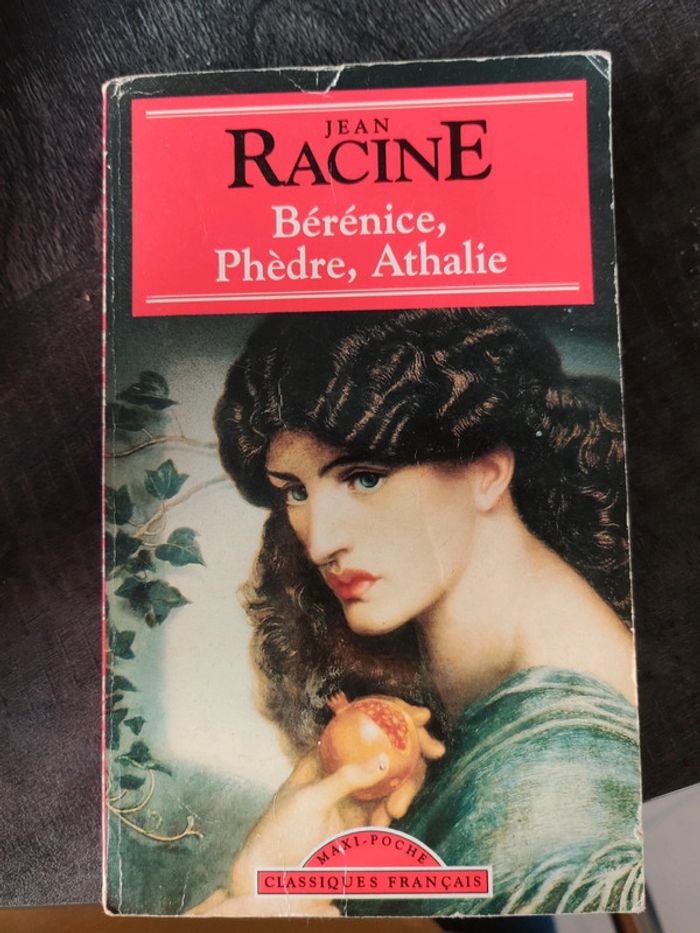 JEAN
RACINE
Bérénice,
Phèdre, Athalie
MAXI-POCHE
CLASSIQUES FRANÇAIS